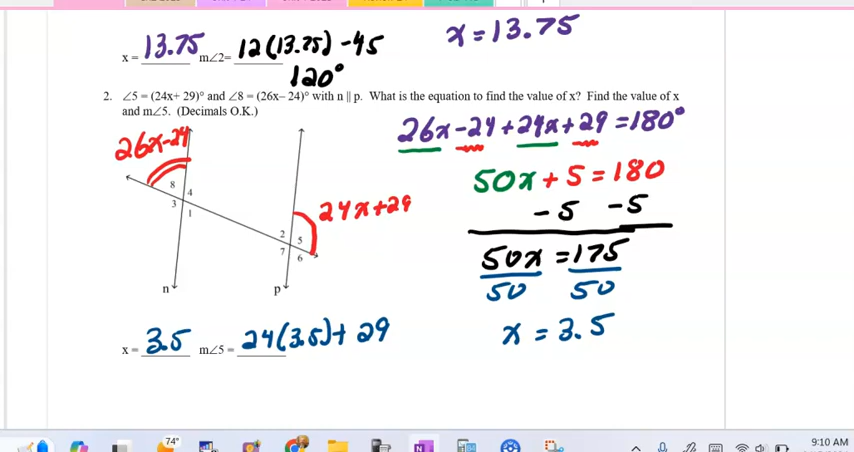 x = 13.75 m∠2= 12(13.75) -45
120°
x = 13.75
2. ∠5 = (24x+ 29)° and ∠8 = (26x– 24)° with n || p. What is the equation to find the value of x? Find the value of x
and m∠5. (Decimals O.K.)
26x-24+24x+29=180°
50x + 5 = 180
-5 -5
50x = 175
50 50
x = 3.5
26x-24
8 4
3 1
24x+29
2 5
7 6
n p
x = 3.5 m∠5 = 24(3.5)+ 29
74°
9:10 AM